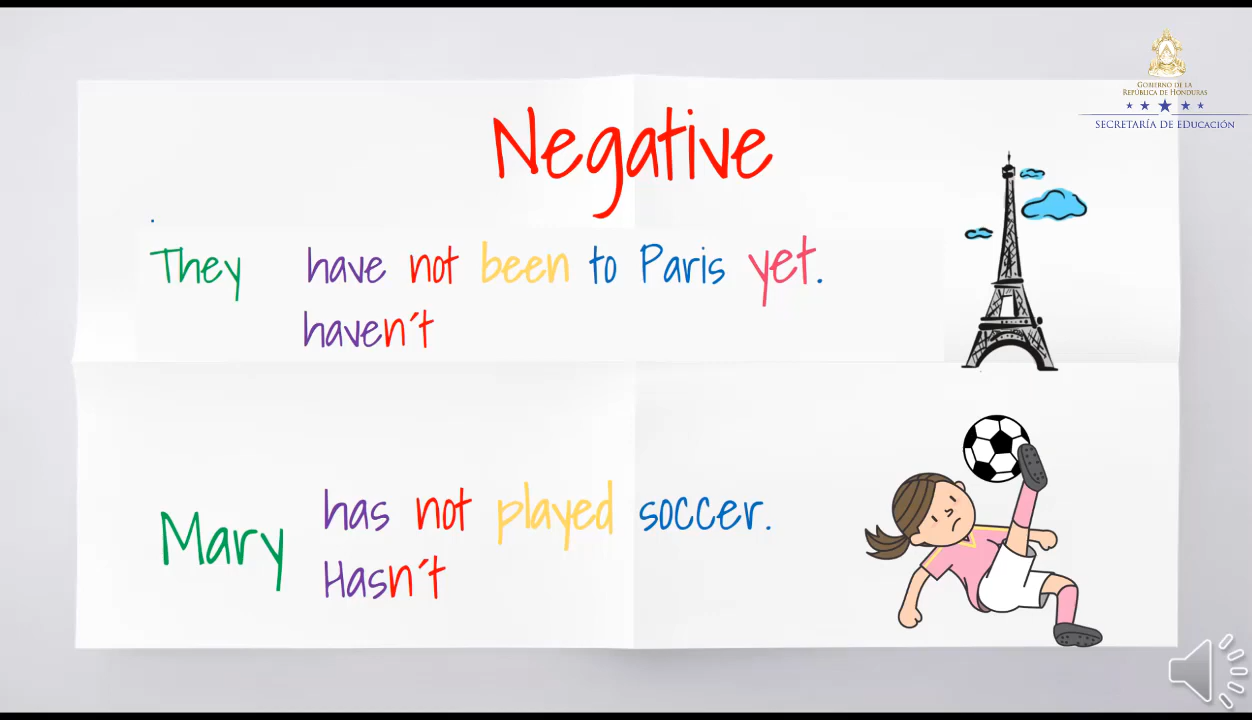 GOBIERNO DE LA
REPÚBLICA DE HONDURAS
SECRETARÍA DE EDUCACIÓN
Negative
.
They have not been to Paris yet.
haven´t
Mary has not played soccer.
Hasn´t